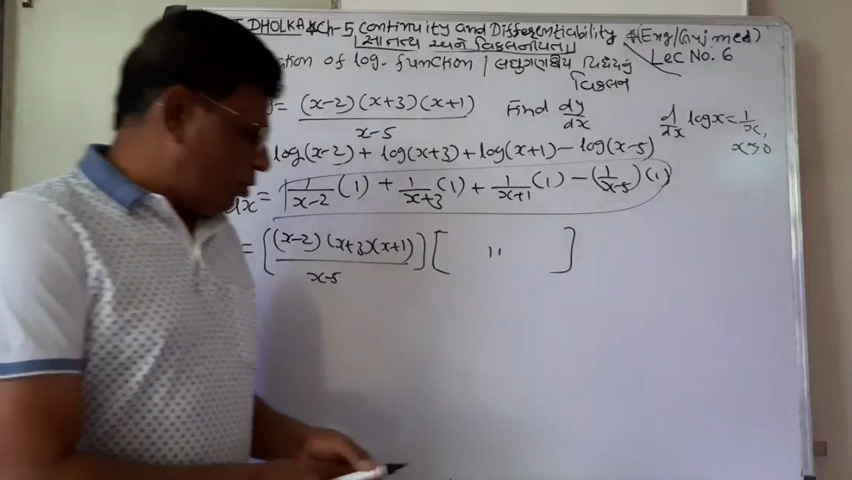 DHOLKA Ch-5 Continuity and Differentiability (Eng/Guj med)
સાતત્ય અને વિકલનીયતા Lec No. 6
of log. function / લઘુગણકીય વિધેયનું
વિકલન
= (x-2)(x+3)(x+1) / x-5 Find dy/dx d/dx log x = 1/x, x>0
log(x-2) + log(x+3) + log(x+1) - log(x-5)
dx = 1/x-2 (1) + 1/x+3 (1) + 1/x+1 (1) - (1/x-5)(1)
= [(x-2)(x+3)(x+1) / x-5] [ " ]